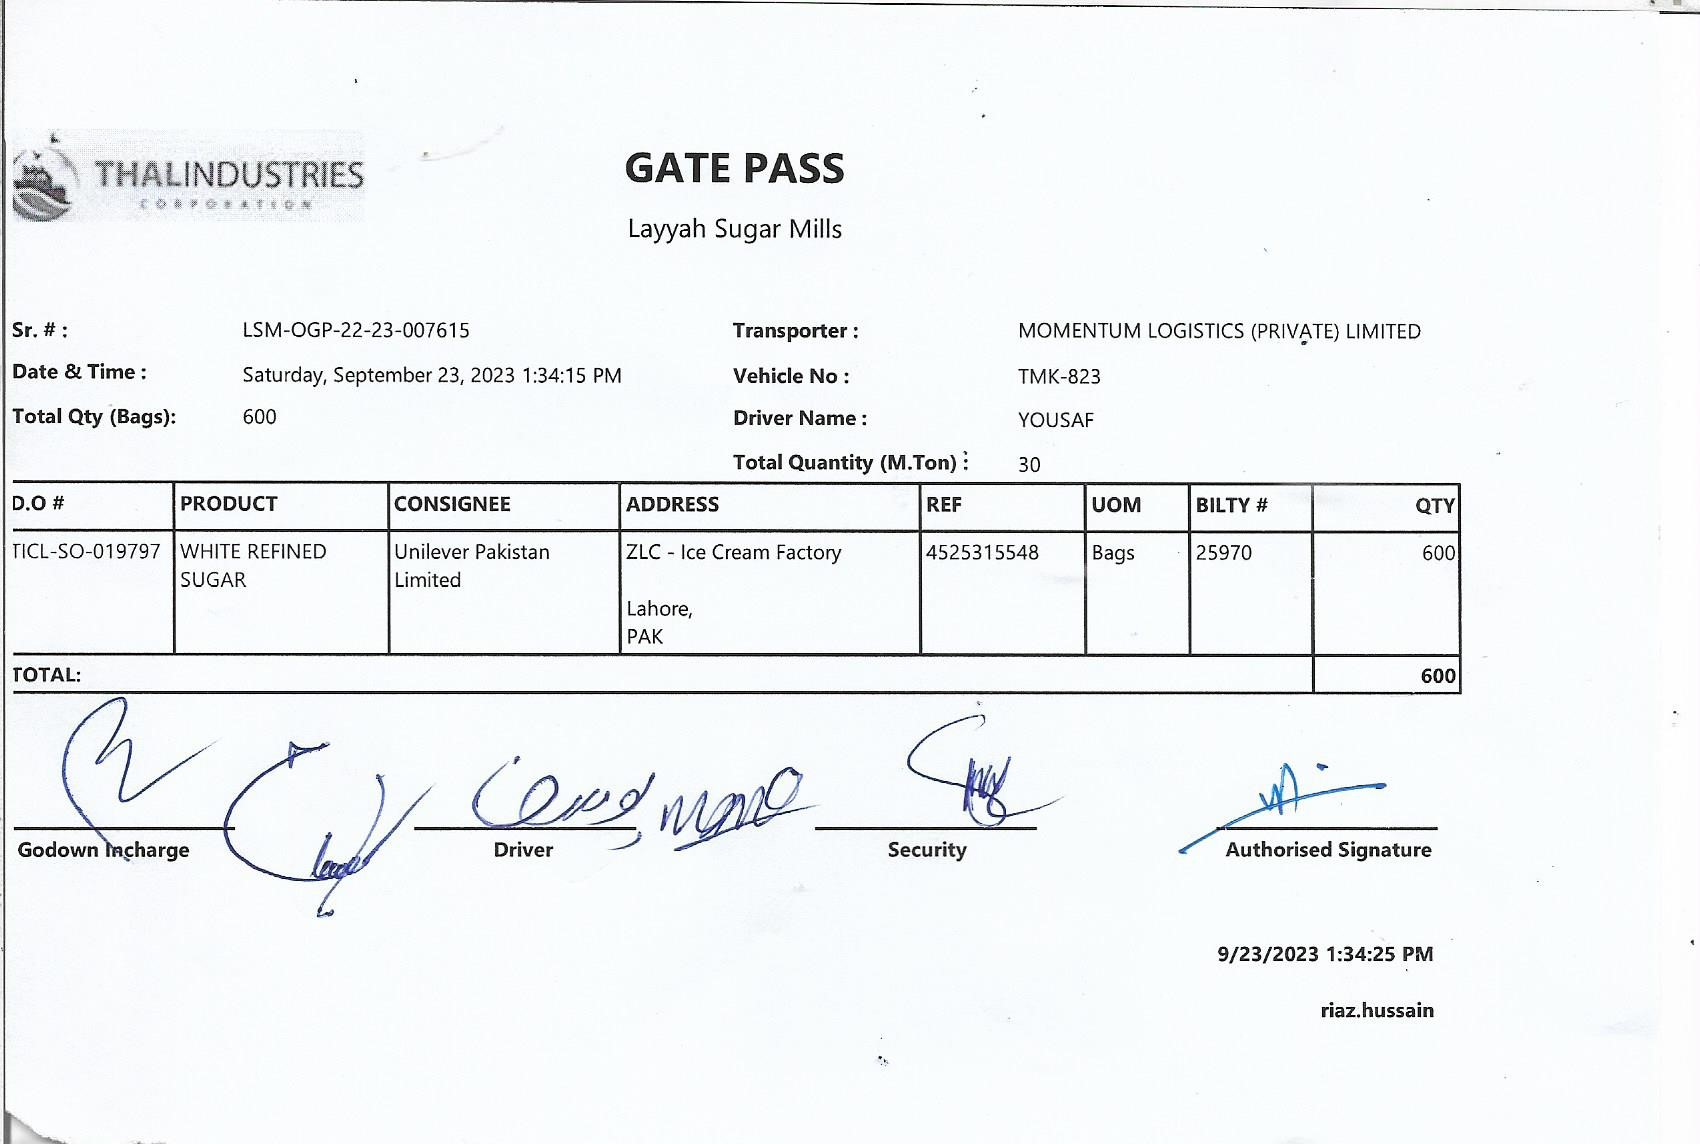 THALINDUSTRIES
CORPORATION
GATE PASS
Layyah Sugar Mills
Sr. # : LSM-OGP-22-23-007615 Transporter : MOMENTUM LOGISTICS (PRIVATE) LIMITED
Date & Time : Saturday, September 23, 2023 1:34:15 PM Vehicle No : TMK-823
Total Qty (Bags): 600 Driver Name : YOUSAF
Total Quantity (M.Ton) : 30
D.O # PRODUCT CONSIGNEE ADDRESS REF UOM BILTY # QTY
TICL-SO-019797 WHITE REFINED Unilever Pakistan ZLC - Ice Cream Factory 4525315548 Bags 25970 600
SUGAR Limited
Lahore,
PAK
TOTAL: 600
Godown Incharge Driver Security Authorised Signature
9/23/2023 1:34:25 PM
riaz.hussain